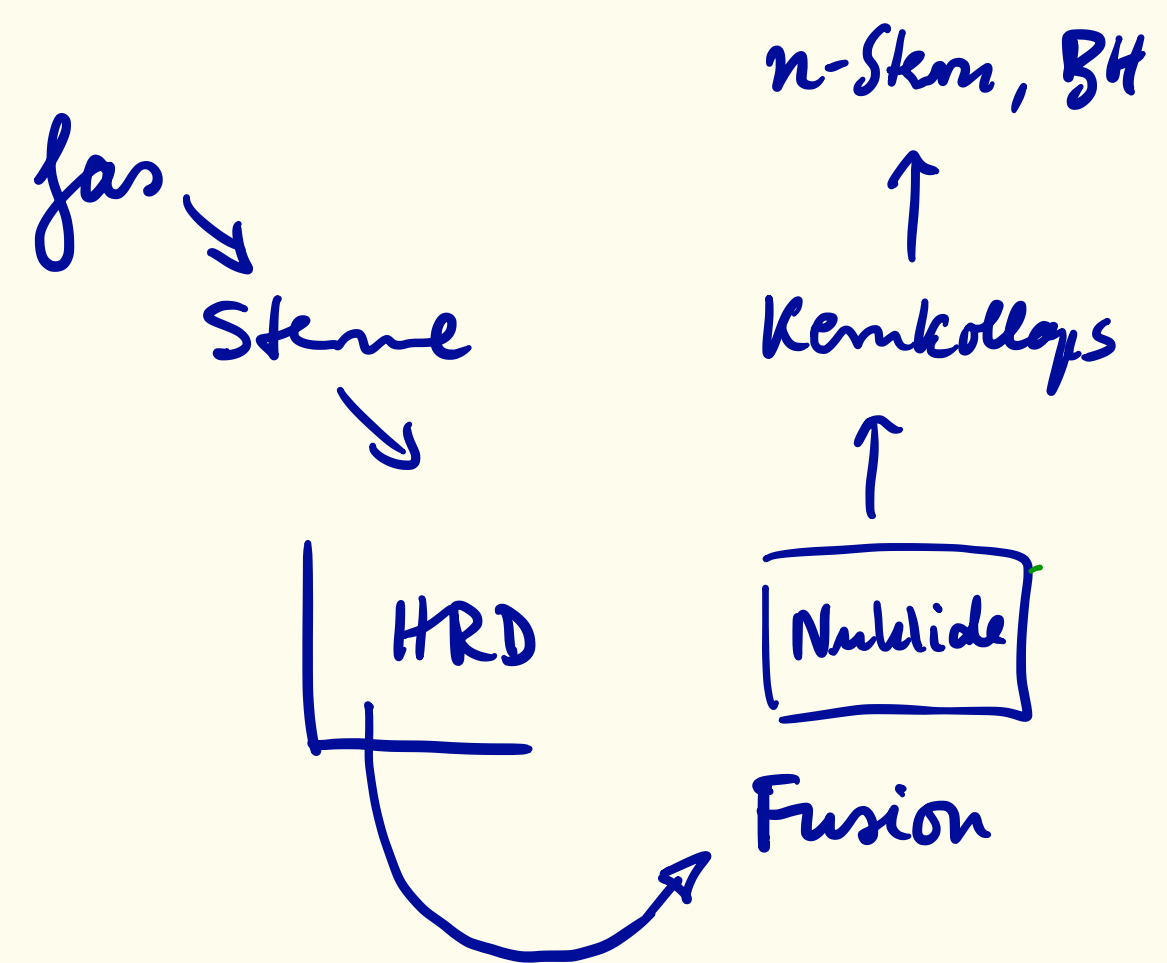 Gas
Sterne
HRD
Fusion
Nuklide
Kernkollaps
n-Stern, BH